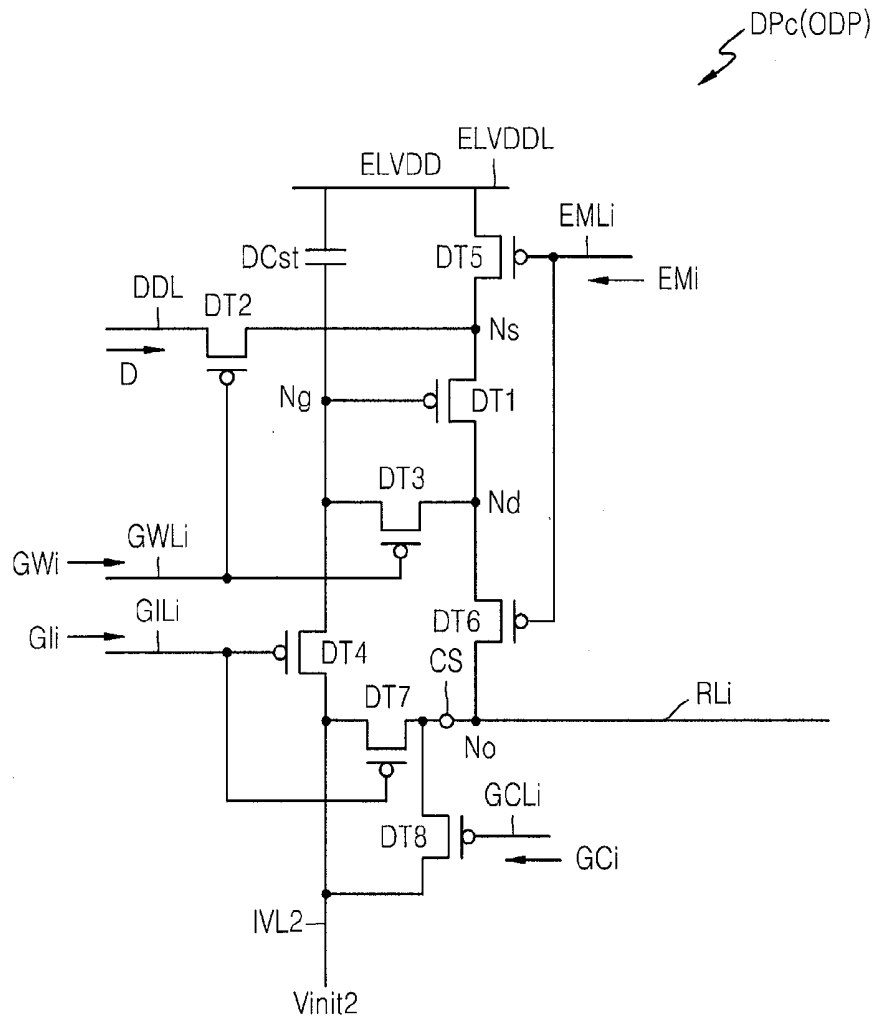 DPc(ODP)
ELVDD
ELVDDL
DCst
DT5
EMLi
EMi
DDL
DT2
Ns
D
Ng
DT1
DT3
Nd
GWi
GWLi
GILi
GIi
DT4
DT6
CS
DT7
RLi
No
GCLi
DT8
GCi
IVL2
Vinit2